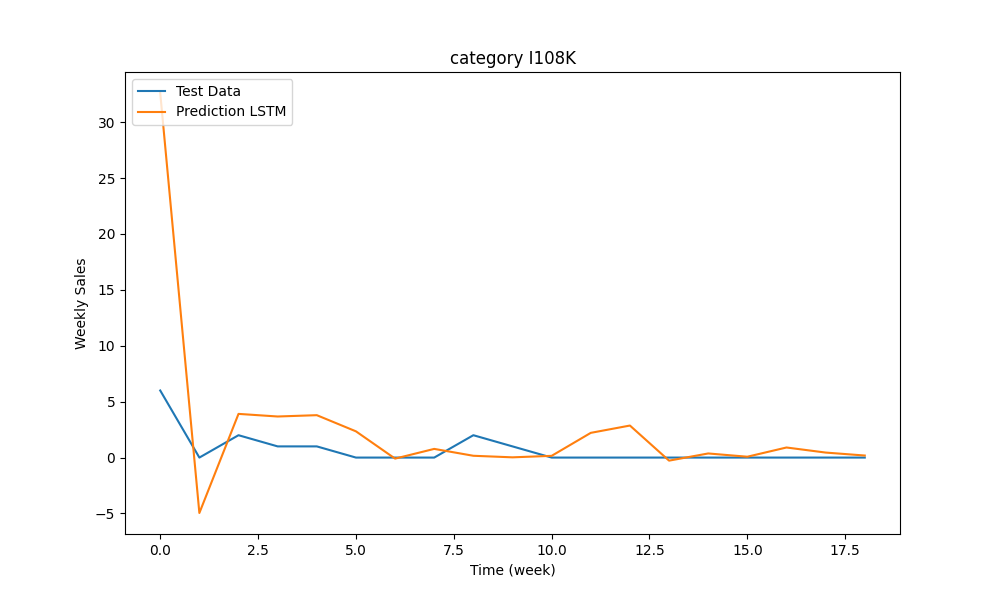 category I108K
Test Data
Prediction LSTM
Weekly Sales
30
25
20
15
10
5
0
−5
0.0 2.5 5.0 7.5 10.0 12.5 15.0 17.5
Time (week)